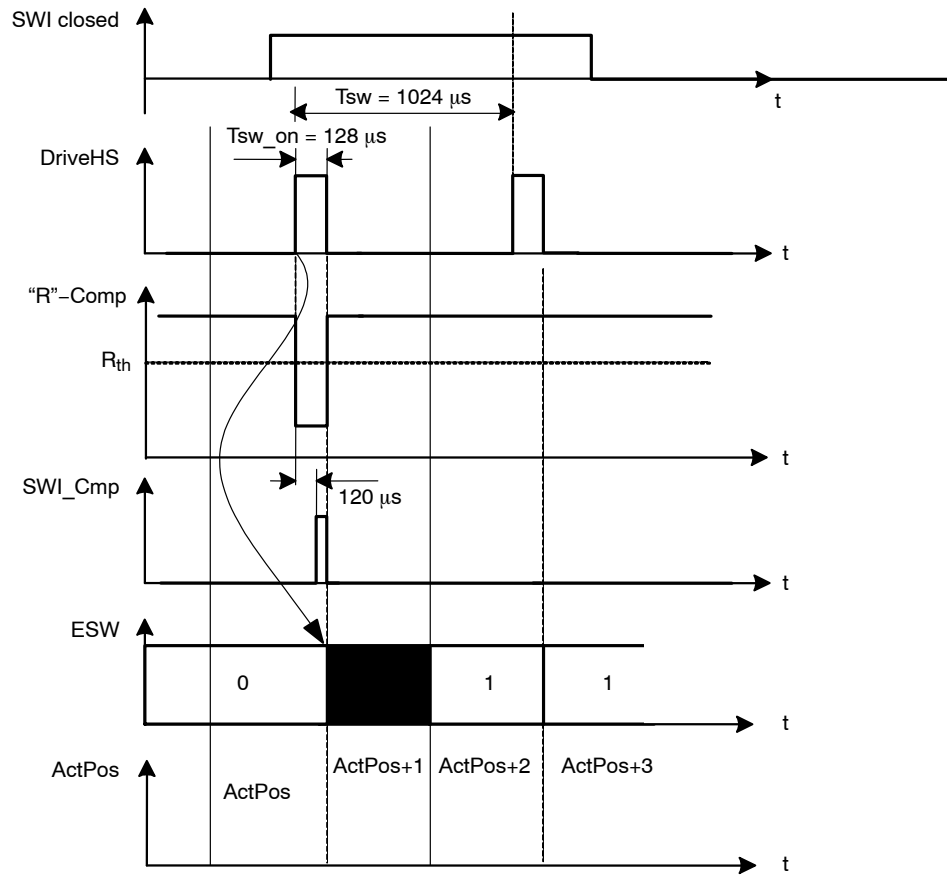 SWI closed
t
Tsw = 1024 μs
Tsw_on = 128 μs
DriveHS
t
“R”−Comp
Rth
t
SWI_Cmp
120 μs
t
ESW
0
1
1
t
ActPos
ActPos
ActPos+1
ActPos+2
ActPos+3
t